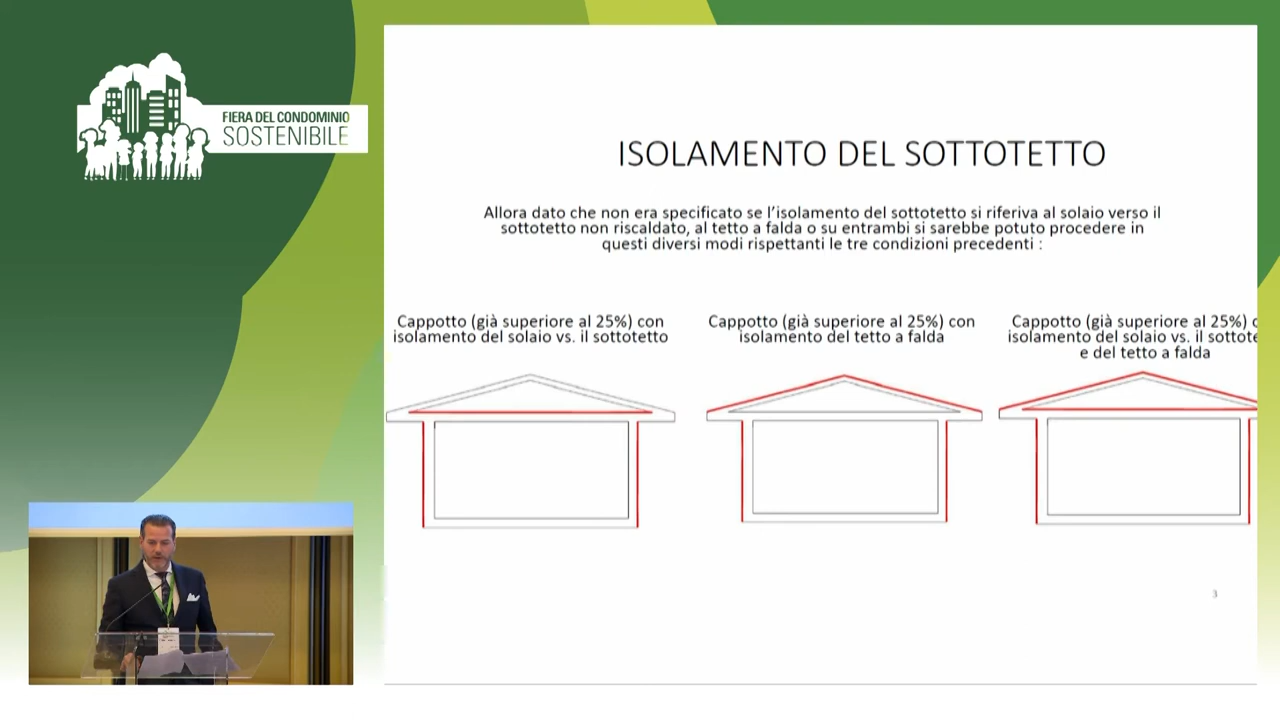 FIERA DEL CONDOMINIO
SOSTENIBILE
ISOLAMENTO DEL SOTTOTETTO
Allora dato che non era specificato se l'isolamento del sottotetto si riferiva al solaio verso il
sottotetto non riscaldato, al tetto a falda o su entrambi si sarebbe potuto procedere in
questi diversi modi rispettanti le tre condizioni precedenti :
Cappotto (già superiore al 25%) con
isolamento del solaio vs. il sottotetto
Cappotto (già superiore al 25%) con
isolamento del tetto a falda
Cappotto (già superiore al 25%) c
isolamento del solaio vs. il sottote
e del tetto a falda
3